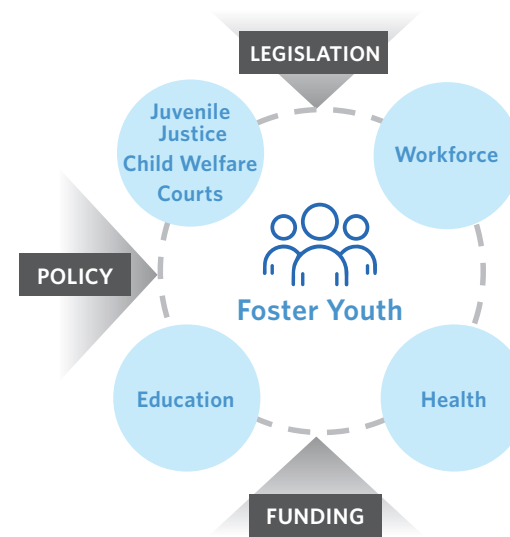 LEGISLATION
Juvenile
Justice
Child Welfare
Courts
Workforce
POLICY
Foster Youth
Education
Health
FUNDING